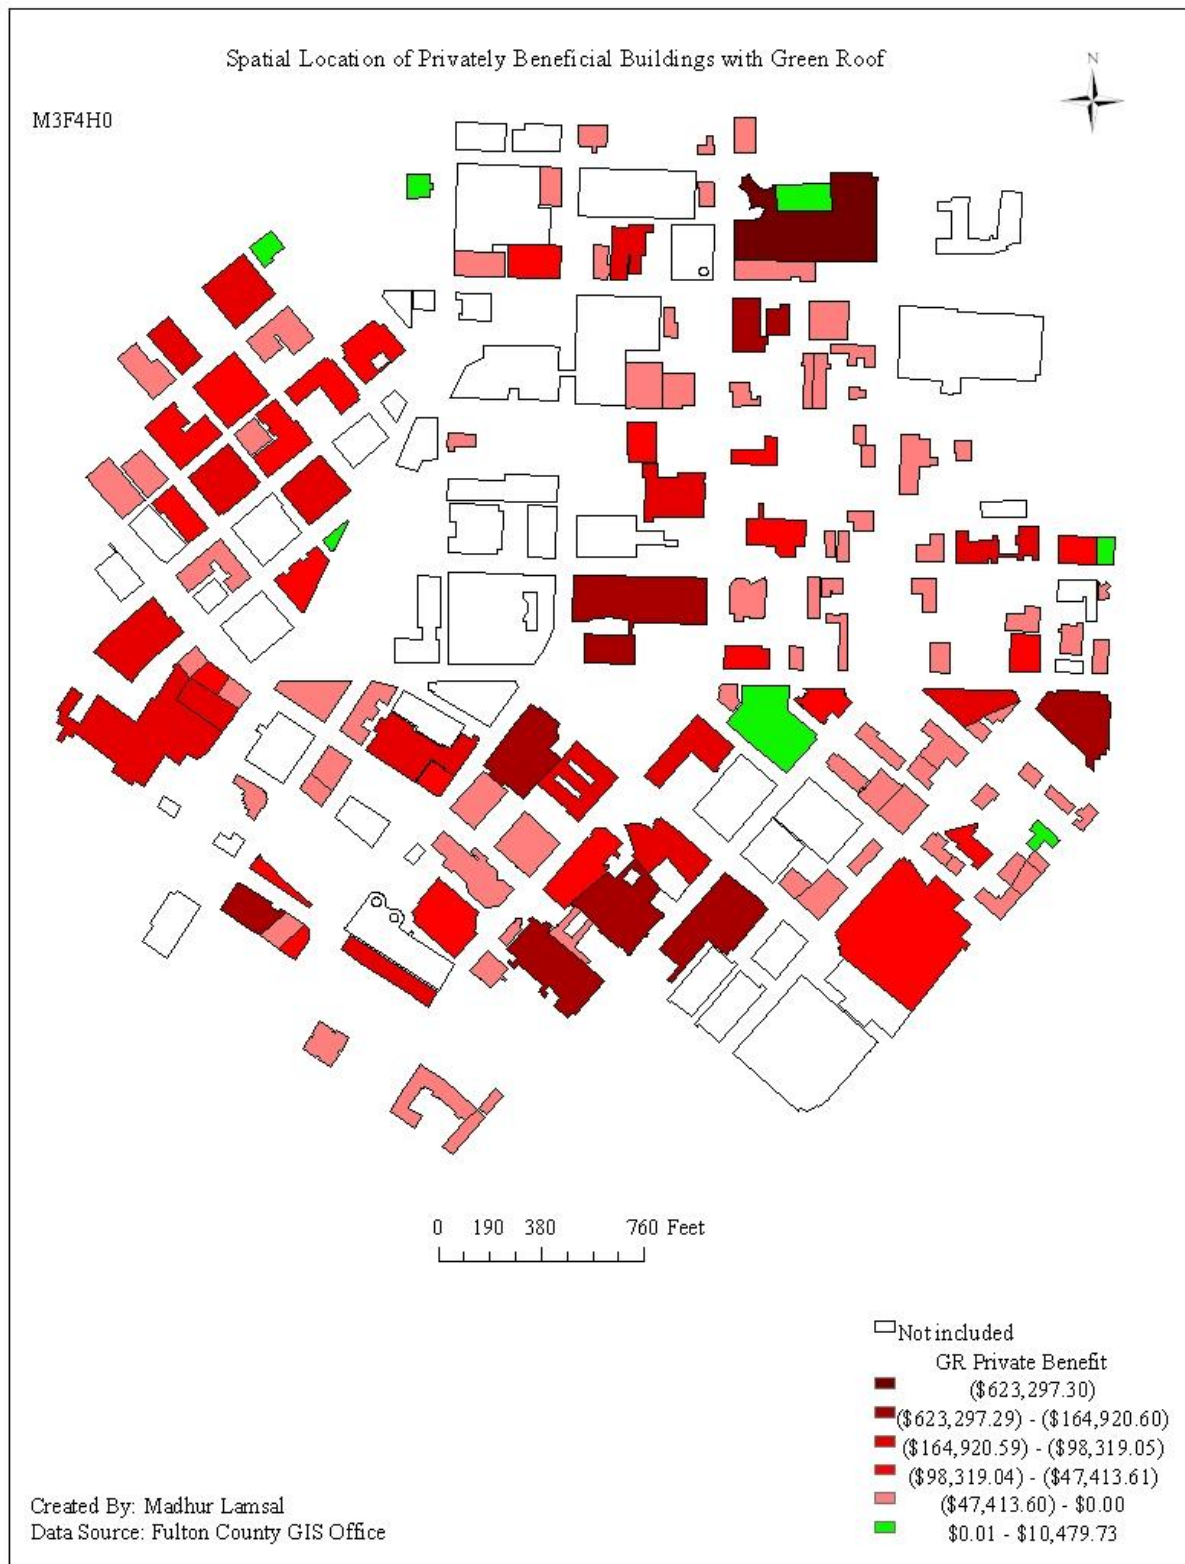 Spatial Location of Privately Beneficial Buildings with Green Roof
N
M3F4H0
0 190 380 760 Feet
Not included
GR Private Benefit
($623,297.30)
($623,297.29) - ($164,920.60)
($164,920.59) - ($98,319.05)
($98,319.04) - ($47,413.61)
($47,413.60) - $0.00
$0.01 - $10,479.73
Created By: Madhur Lamsal
Data Source: Fulton County GIS Office